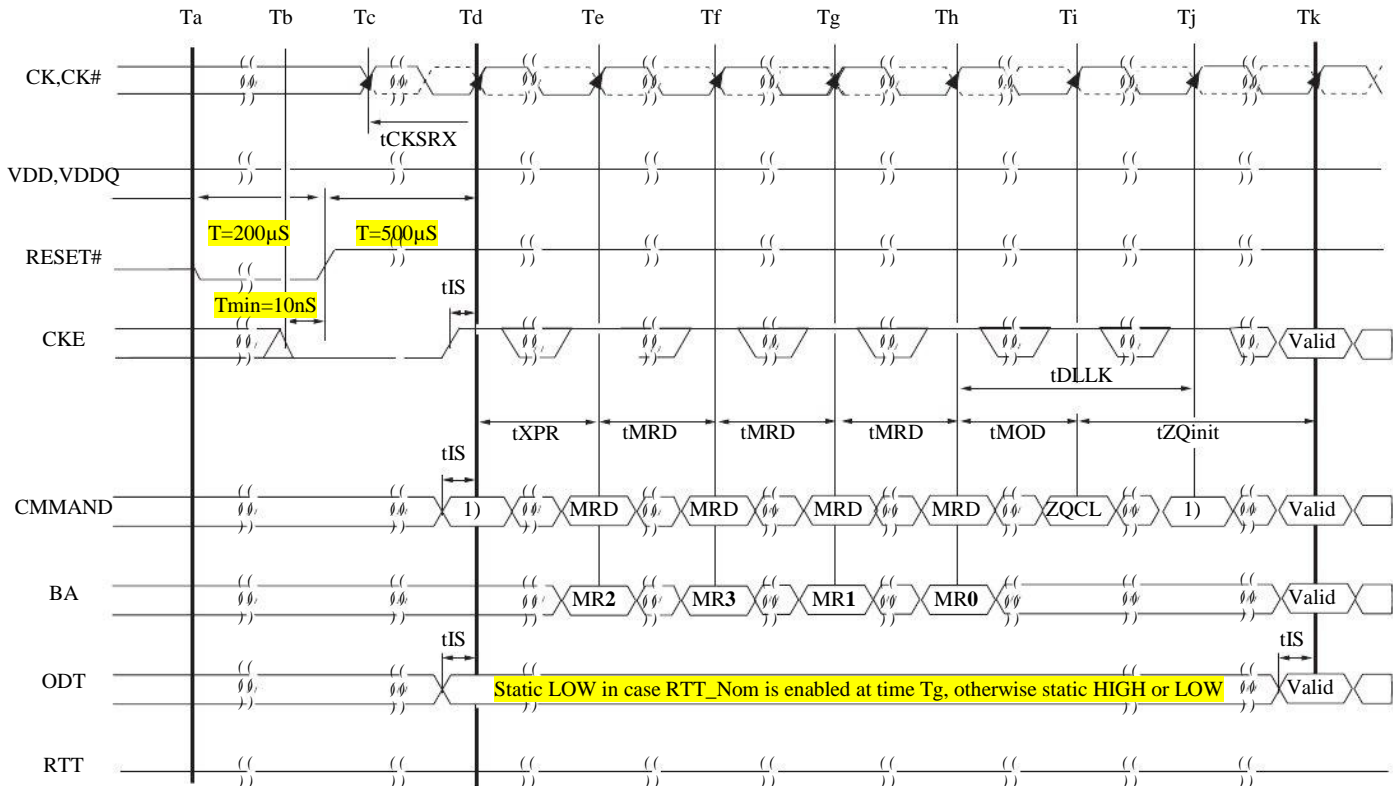 Ta Tb Tc Td Te Tf Tg Th Ti Tj Tk
CK,CK#
tCKSRX
VDD,VDDQ
T=200µS T=500µS
RESET#
Tmin=10nS tIS
CKE Valid
tDLLK
tXPR tMRD tMRD tMRD tMOD tZQinit
tIS
CMMAND 1) MRD MRD MRD MRD ZQCL 1) Valid
BA MR2 MR3 MR1 MR0 Valid
tIS tIS
ODT Static LOW in case RTT_Nom is enabled at time Tg, otherwise static HIGH or LOW Valid
RTT